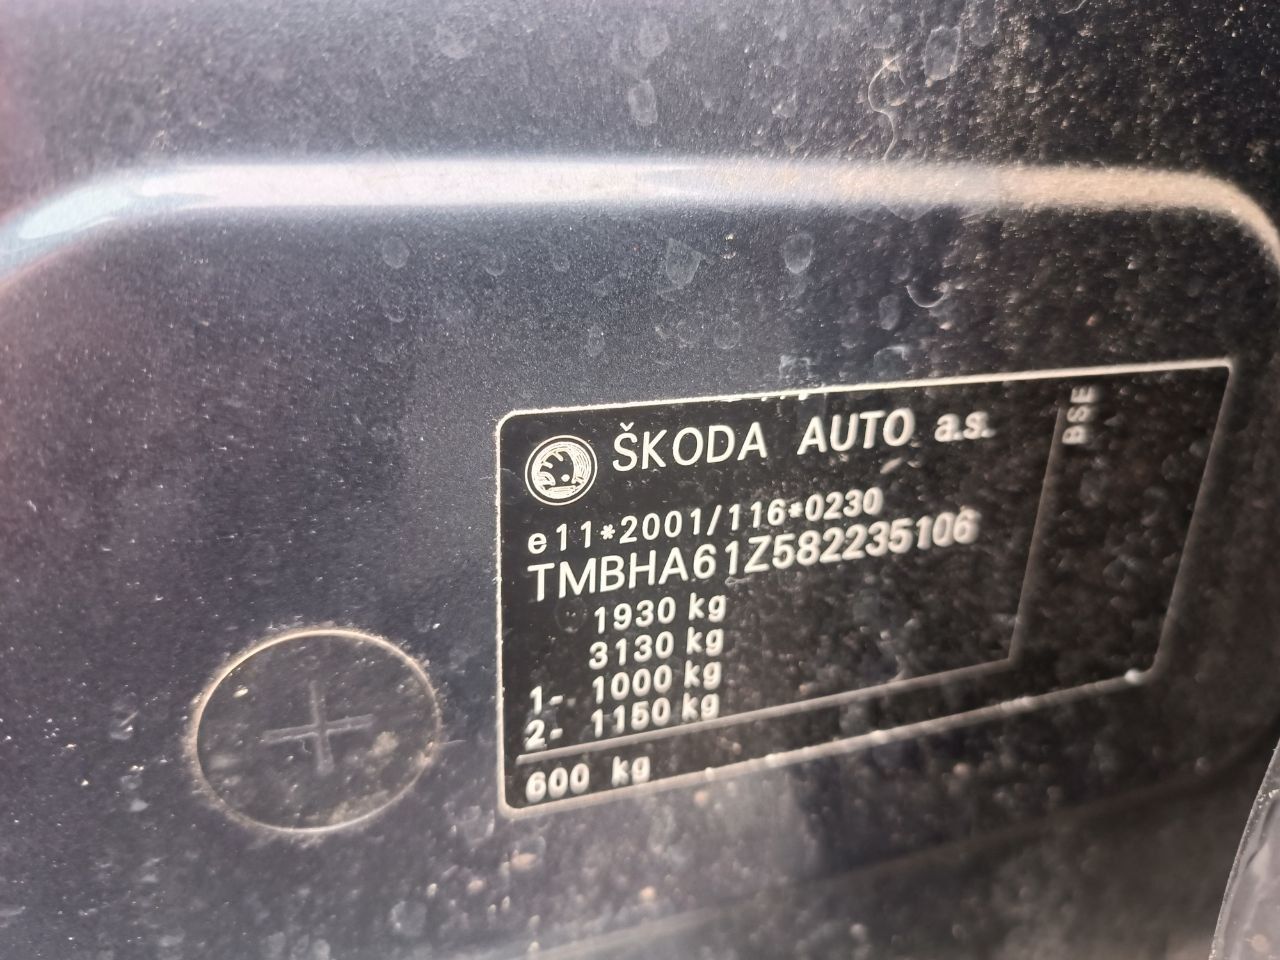 ŠKODA AUTO a.s.
BSE
e11*2001/116*0230
TMBHA61Z582235106
1930 kg
3130 kg
1- 1000 kg
2- 1150 kg
600 kg